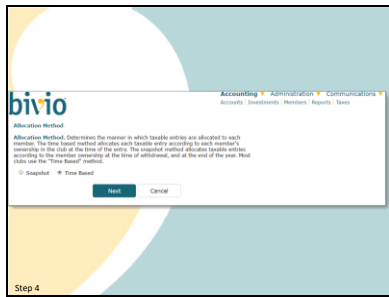 bivio
Accounting Administration Communications
Accounts Investments Members Reports Taxes
Allocation Method
Allocation Method. Determines the manner in which taxable entries are allocated to each
member. The time based method allocates each taxable entry according to each member's
ownership in the club at the time of the entry. The snapshot method allocates taxable entries
according to the member ownership at the time of withdrawal, and at the end of the year. Most
clubs use the "Time Based" method.
Snapshot Time Based
Next Cancel
Step 4